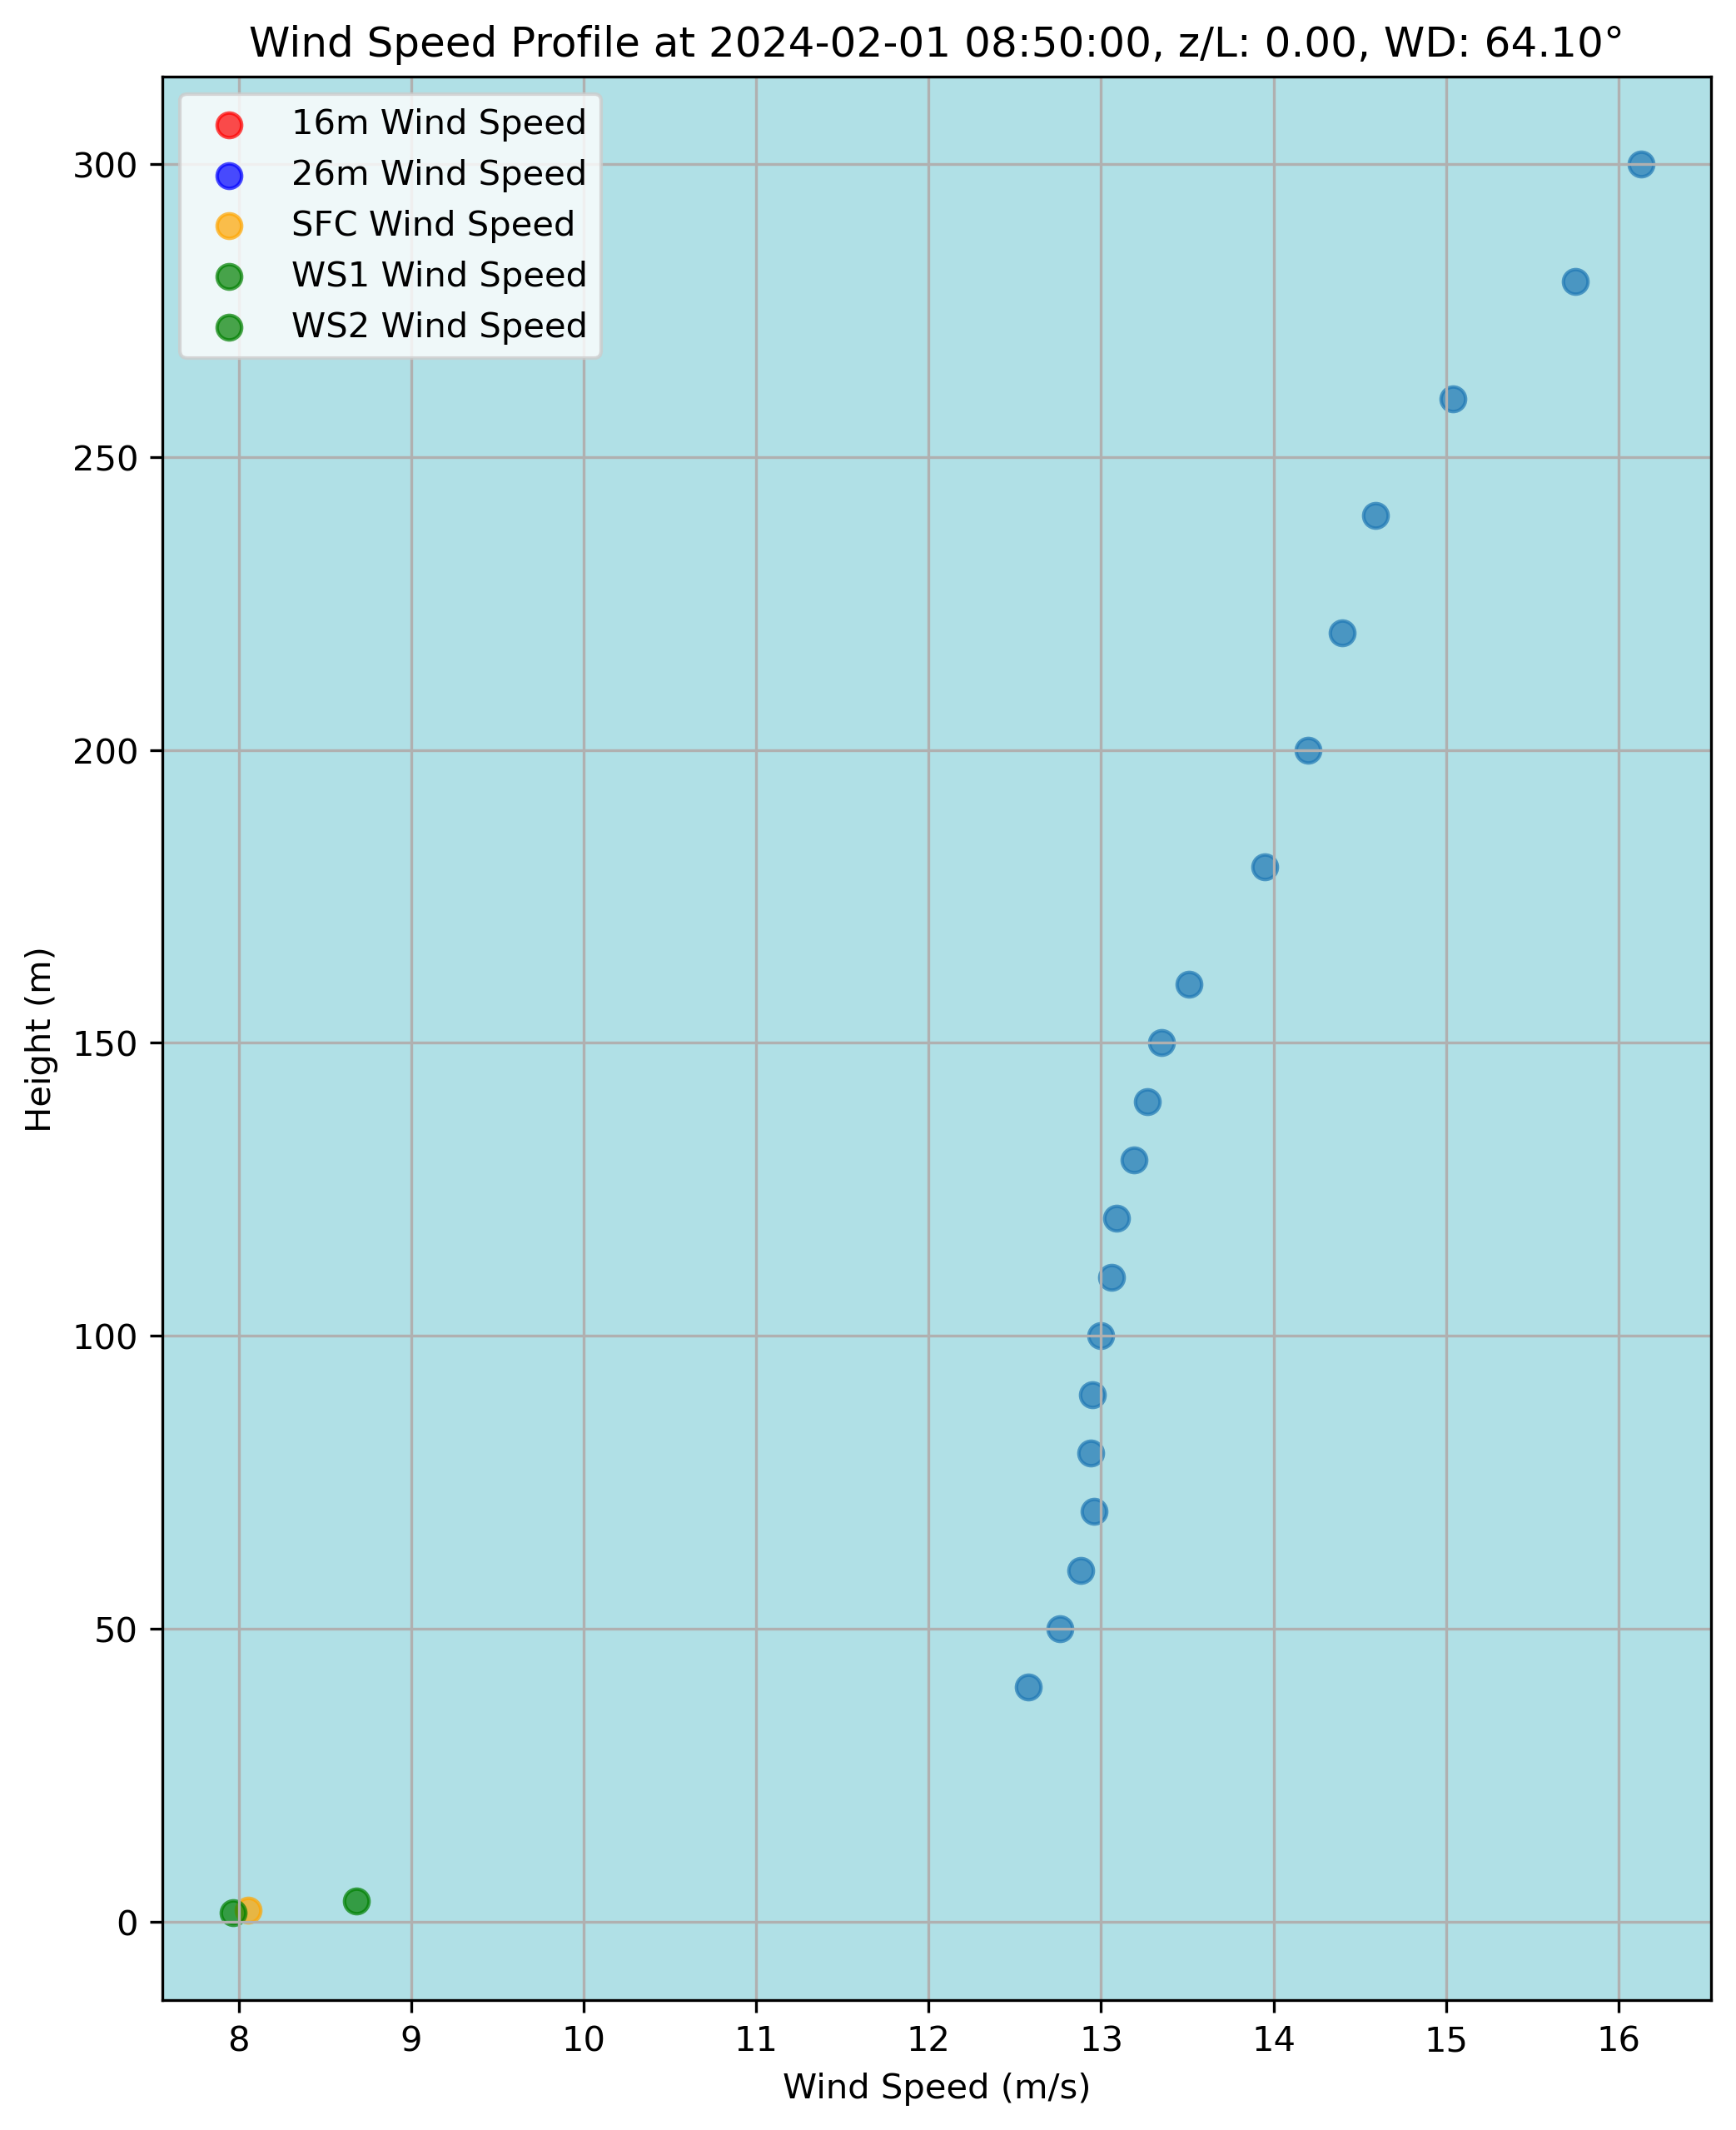 Wind Speed Profile at 2024-02-01 08:50:00, z/L: 0.00, WD: 64.10°
16m Wind Speed
26m Wind Speed
SFC Wind Speed
WS1 Wind Speed
WS2 Wind Speed
300
250
200
150
100
50
0
Height (m)
8 9 10 11 12 13 14 15 16
Wind Speed (m/s)